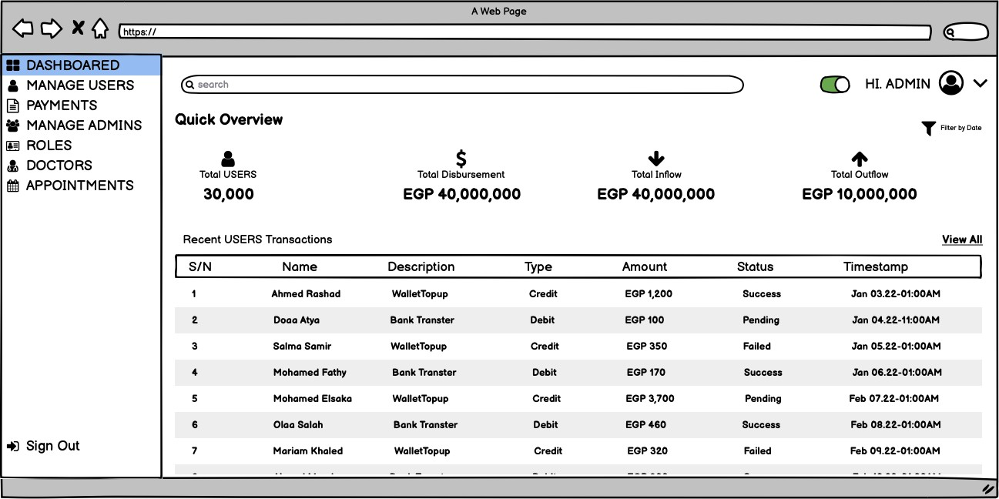 A Web Page
https://
DASHBOARED
MANAGE USERS
PAYMENTS
MANAGE ADMINS
ROLES
DOCTORS
APPOINTMENTS
Sign Out
search
HI. ADMIN
Quick Overview
Filter by Date
Total USERS
30,000
Total Disbursement
EGP 40,000,000
Total Inflow
EGP 40,000,000
Total Outflow
EGP 10,000,000
Recent USERS Transactions
View All
S/N Name Description Type Amount Status Timestamp
1 Ahmed Rashad WalletTopup Credit EGP 1,200 Success Jan 03.22-01:00AM
2 Doaa Atya Bank Transter Debit EGP 100 Pending Jan 04.22-11:00AM
3 Salma Samir WalletTopup Credit EGP 350 Failed Jan 05.22-01:00AM
4 Mohamed Fathy Bank Transter Debit EGP 170 Success Jan 06.22-01:00AM
5 Mohamed Elsaka WalletTopup Credit EGP 3,700 Pending Feb 07.22-01:00AM
6 Olaa Salah Bank Transter Debit EGP 460 Success Feb 08.22-01:00AM
7 Mariam Khaled WalletTopup Credit EGP 320 Failed Feb 09.22-01:00AM